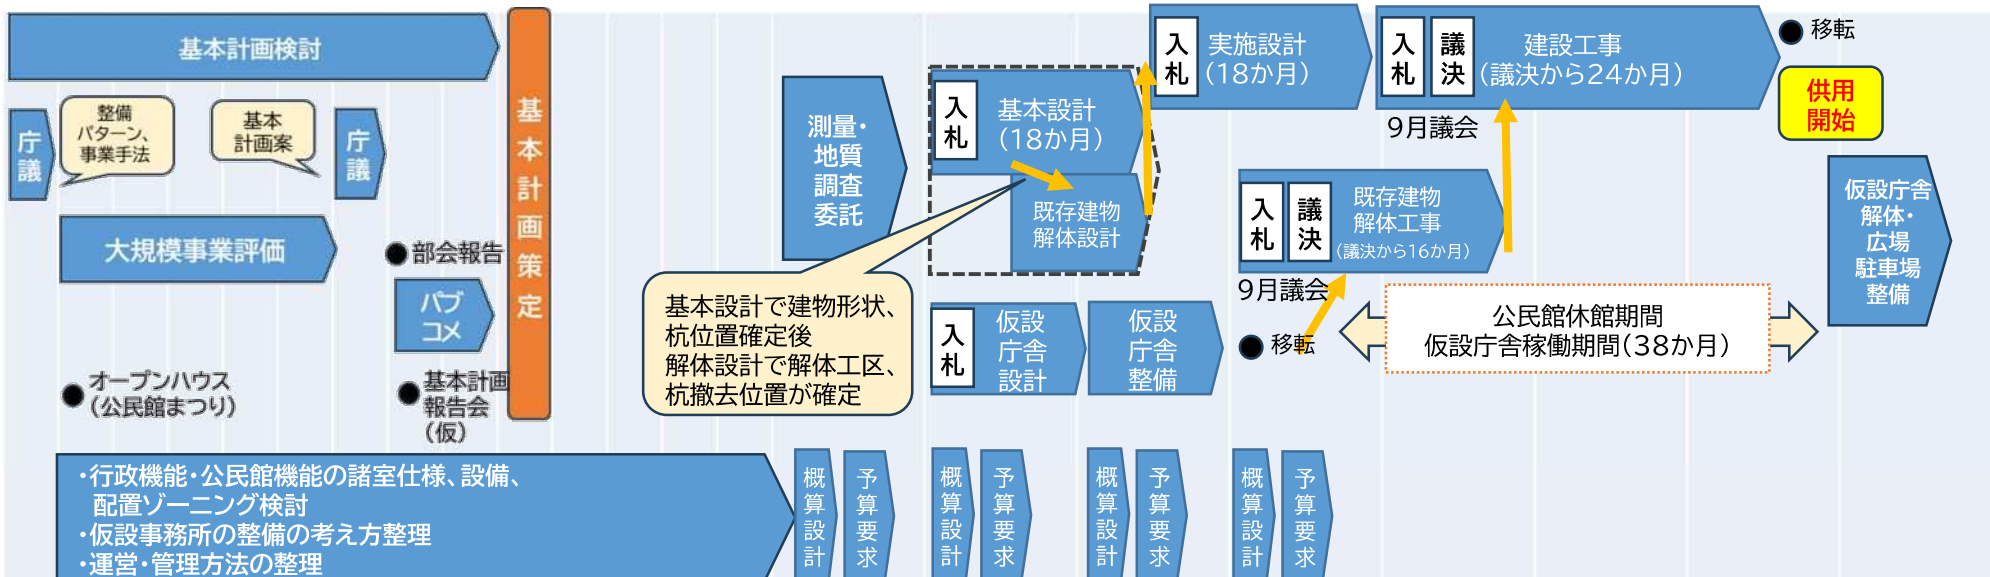 基本計画検討
庁議
整備
パターン、
事業手法
基本
計画案
庁議
大規模事業評価
●部会報告
パブ
コメ
●オープンハウス
（公民館まつり）
●基本計画
報告会
（仮）
基本計画策定
・行政機能・公民館機能の諸室仕様、設備、
配置ゾーニング検討
・仮設事務所の整備の考え方整理
・運営・管理方法の整理
測量・
地質
調査
委託
入札
基本設計
（18か月）
既存建物
解体設計
基本設計で建物形状、
杭位置確定後
解体設計で解体工区、
杭撤去位置が確定
入札
仮設
庁舎
設計
仮設
庁舎
整備
●移転
入札
実施設計
（18か月）
入札
議決
建設工事
（議決から24か月）
9月議会
入札
議決
既存建物
解体工事
（議決から16か月）
9月議会
公民館休館期間
仮設庁舎稼働期間（38か月）
●移転
供用
開始
仮設庁舎
解体・
広場
駐車場
整備
概算設計
予算要求
概算設計
予算要求
概算設計
予算要求
概算設計
予算要求